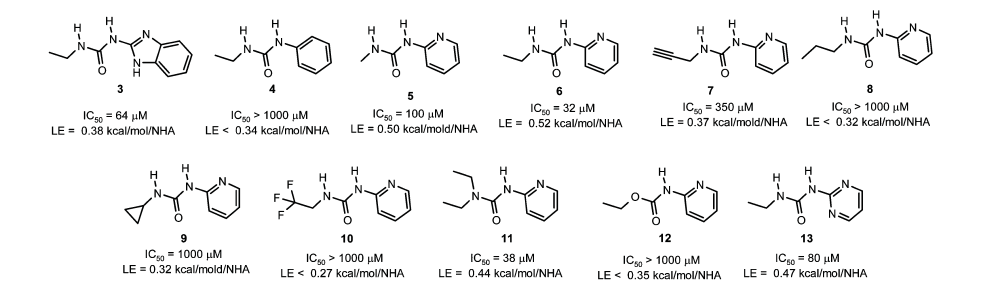 3
IC50 = 64 µM
LE = 0.38 kcal/mol/NHA
4
IC50 > 1000 µM
LE < 0.34 kcal/mol/NHA
5
IC50 = 100 µM
LE = 0.50 kcal/mold/NHA
6
IC50 = 32 µM
LE = 0.52 kcal/mol/NHA
7
IC50 = 350 µM
LE = 0.37 kcal/mold/NHA
8
IC50 > 1000 µM
LE < 0.32 kcal/mol/NHA
9
IC50 = 1000 µM
LE = 0.32 kcal/mold/NHA
10
IC50 > 1000 µM
LE < 0.27 kcal/mol/NHA
11
IC50 = 38 µM
LE = 0.44 kcal/mol/NHA
12
IC50 > 1000 µM
LE < 0.35 kcal/mol/NHA
13
IC50 = 80 µM
LE = 0.47 kcal/mol/NHA